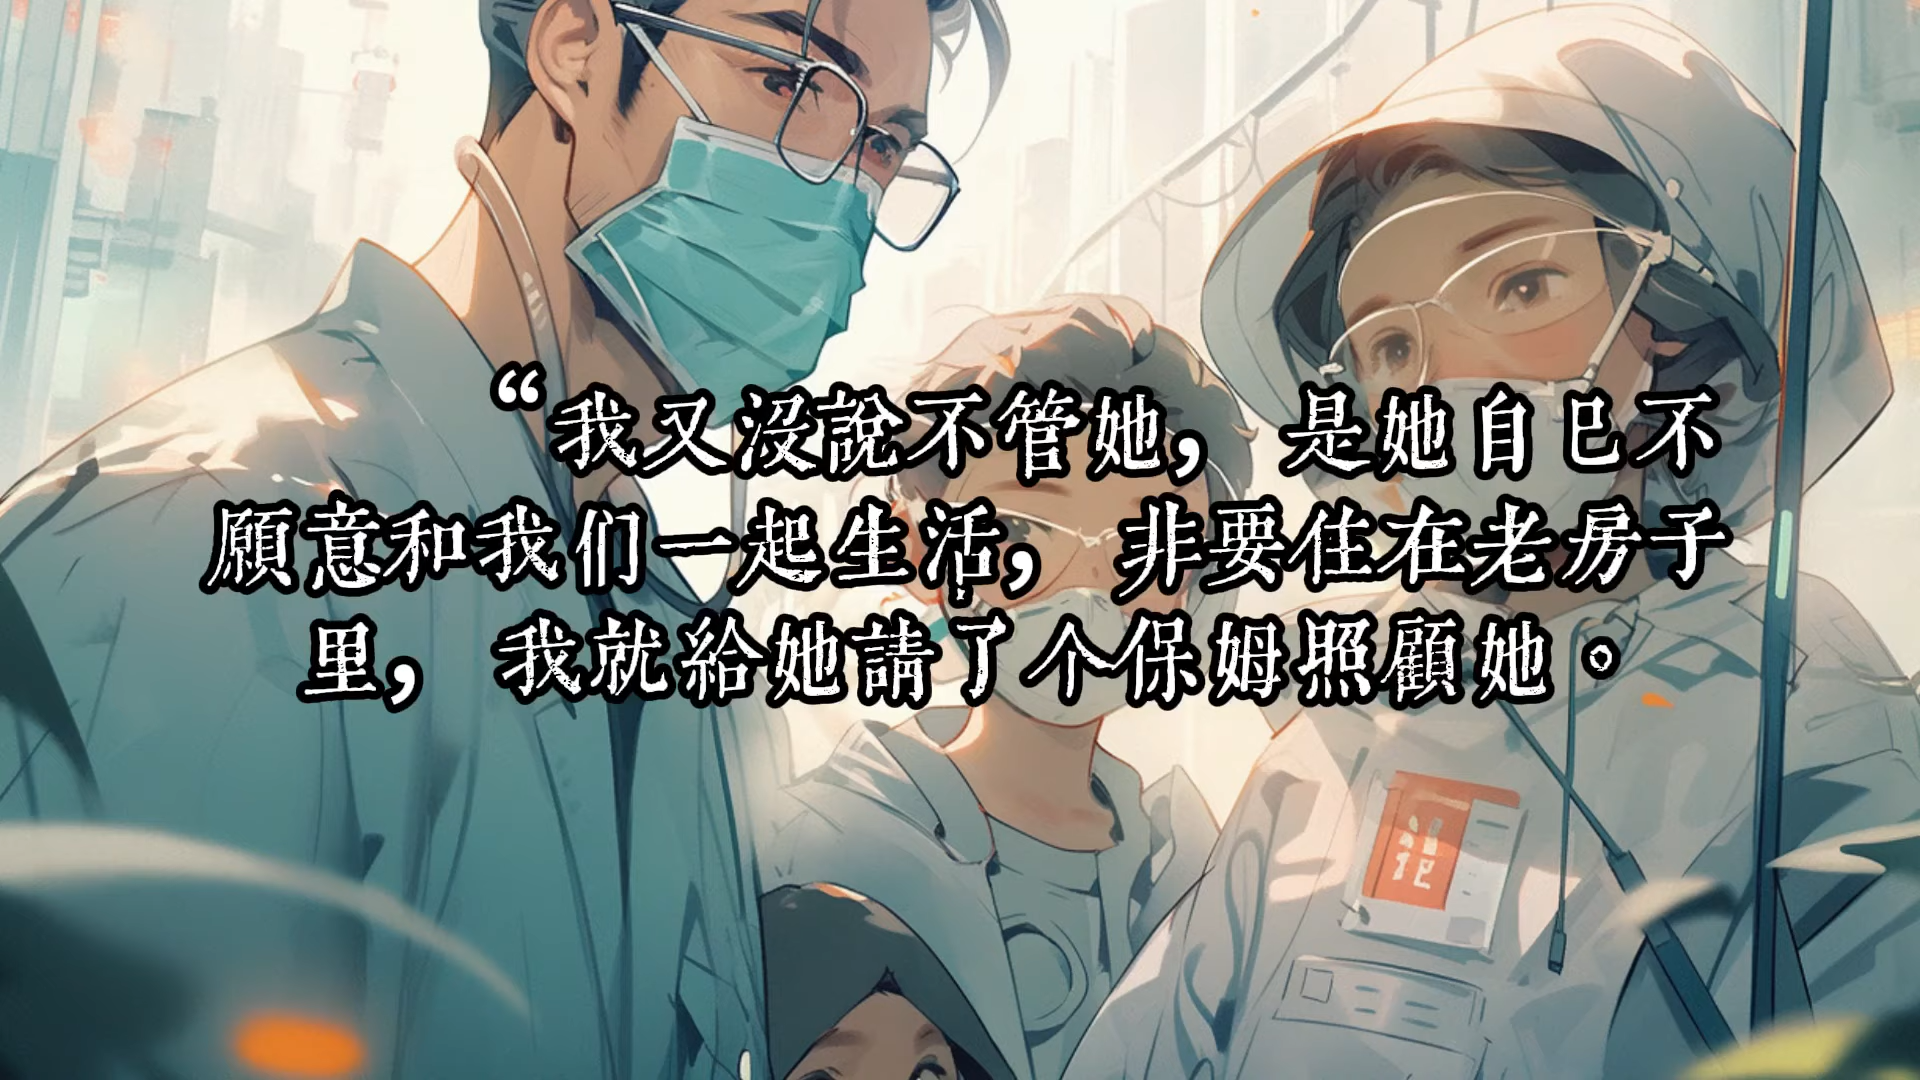 “我又沒說不管她，是她自已不
願意和我们一起生活，非要住在老房子
里，我就給她請了个保姆照顧她。